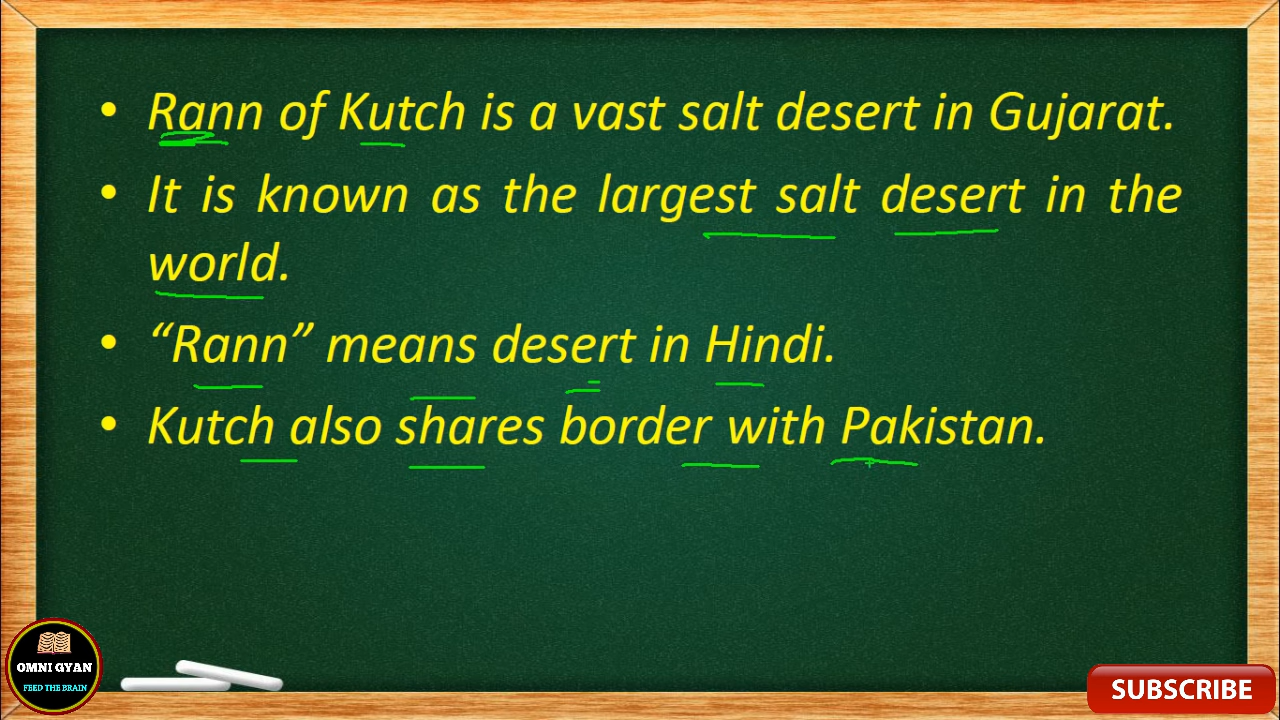 • Rann of Kutch is a vast salt desert in Gujarat.
• It is known as the largest salt desert in the
world.
• “Rann” means desert in Hindi.
• Kutch also shares border with Pakistan.
OMNI GYAN
FEED THE BRAIN
SUBSCRIBE